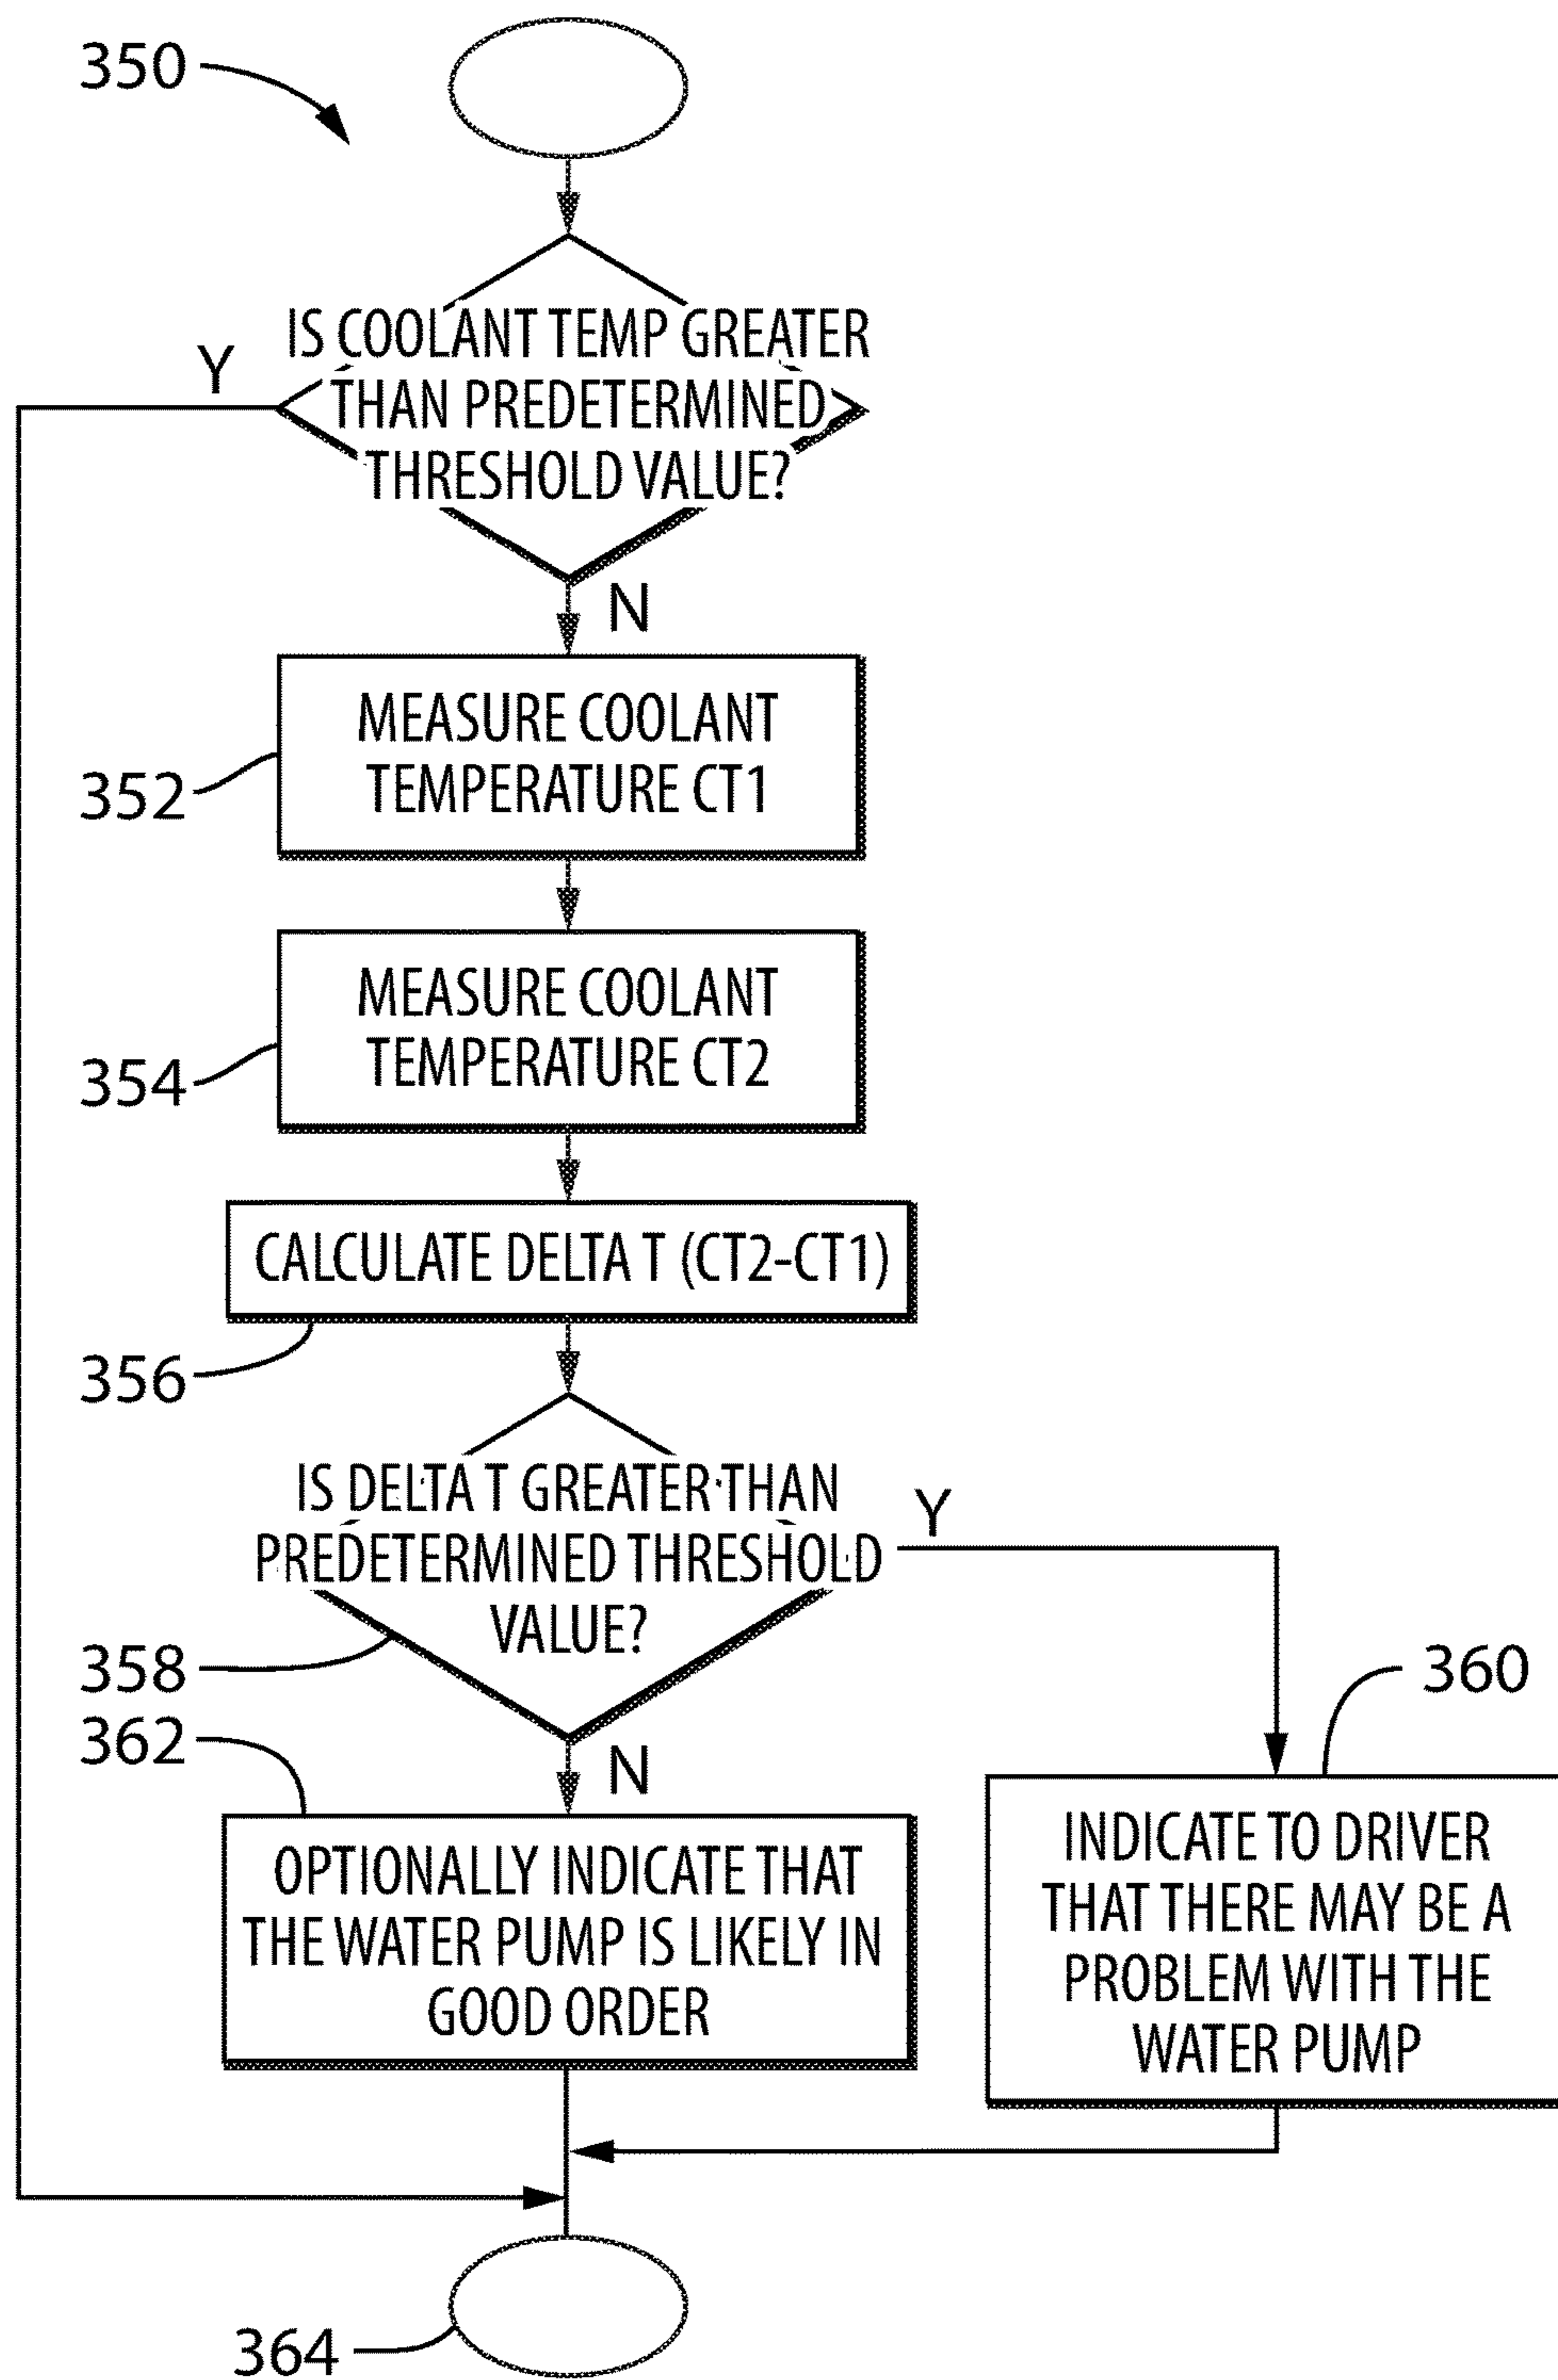 350
IS COOLANT TEMP GREATER
THAN PREDETERMINED
THRESHOLD VALUE?
Y
N
MEASURE COOLANT
TEMPERATURE CT1
352
MEASURE COOLANT
TEMPERATURE CT2
354
CALCULATE DELTA T (CT2-CT1)
356
IS DELTA T GREATER THAN
PREDETERMINED THRESHOLD
VALUE?
Y
358
360
362
N
OPTIONALLY INDICATE THAT
THE WATER PUMP IS LIKELY IN
GOOD ORDER
INDICATE TO DRIVER
THAT THERE MAY BE A
PROBLEM WITH THE
WATER PUMP
364